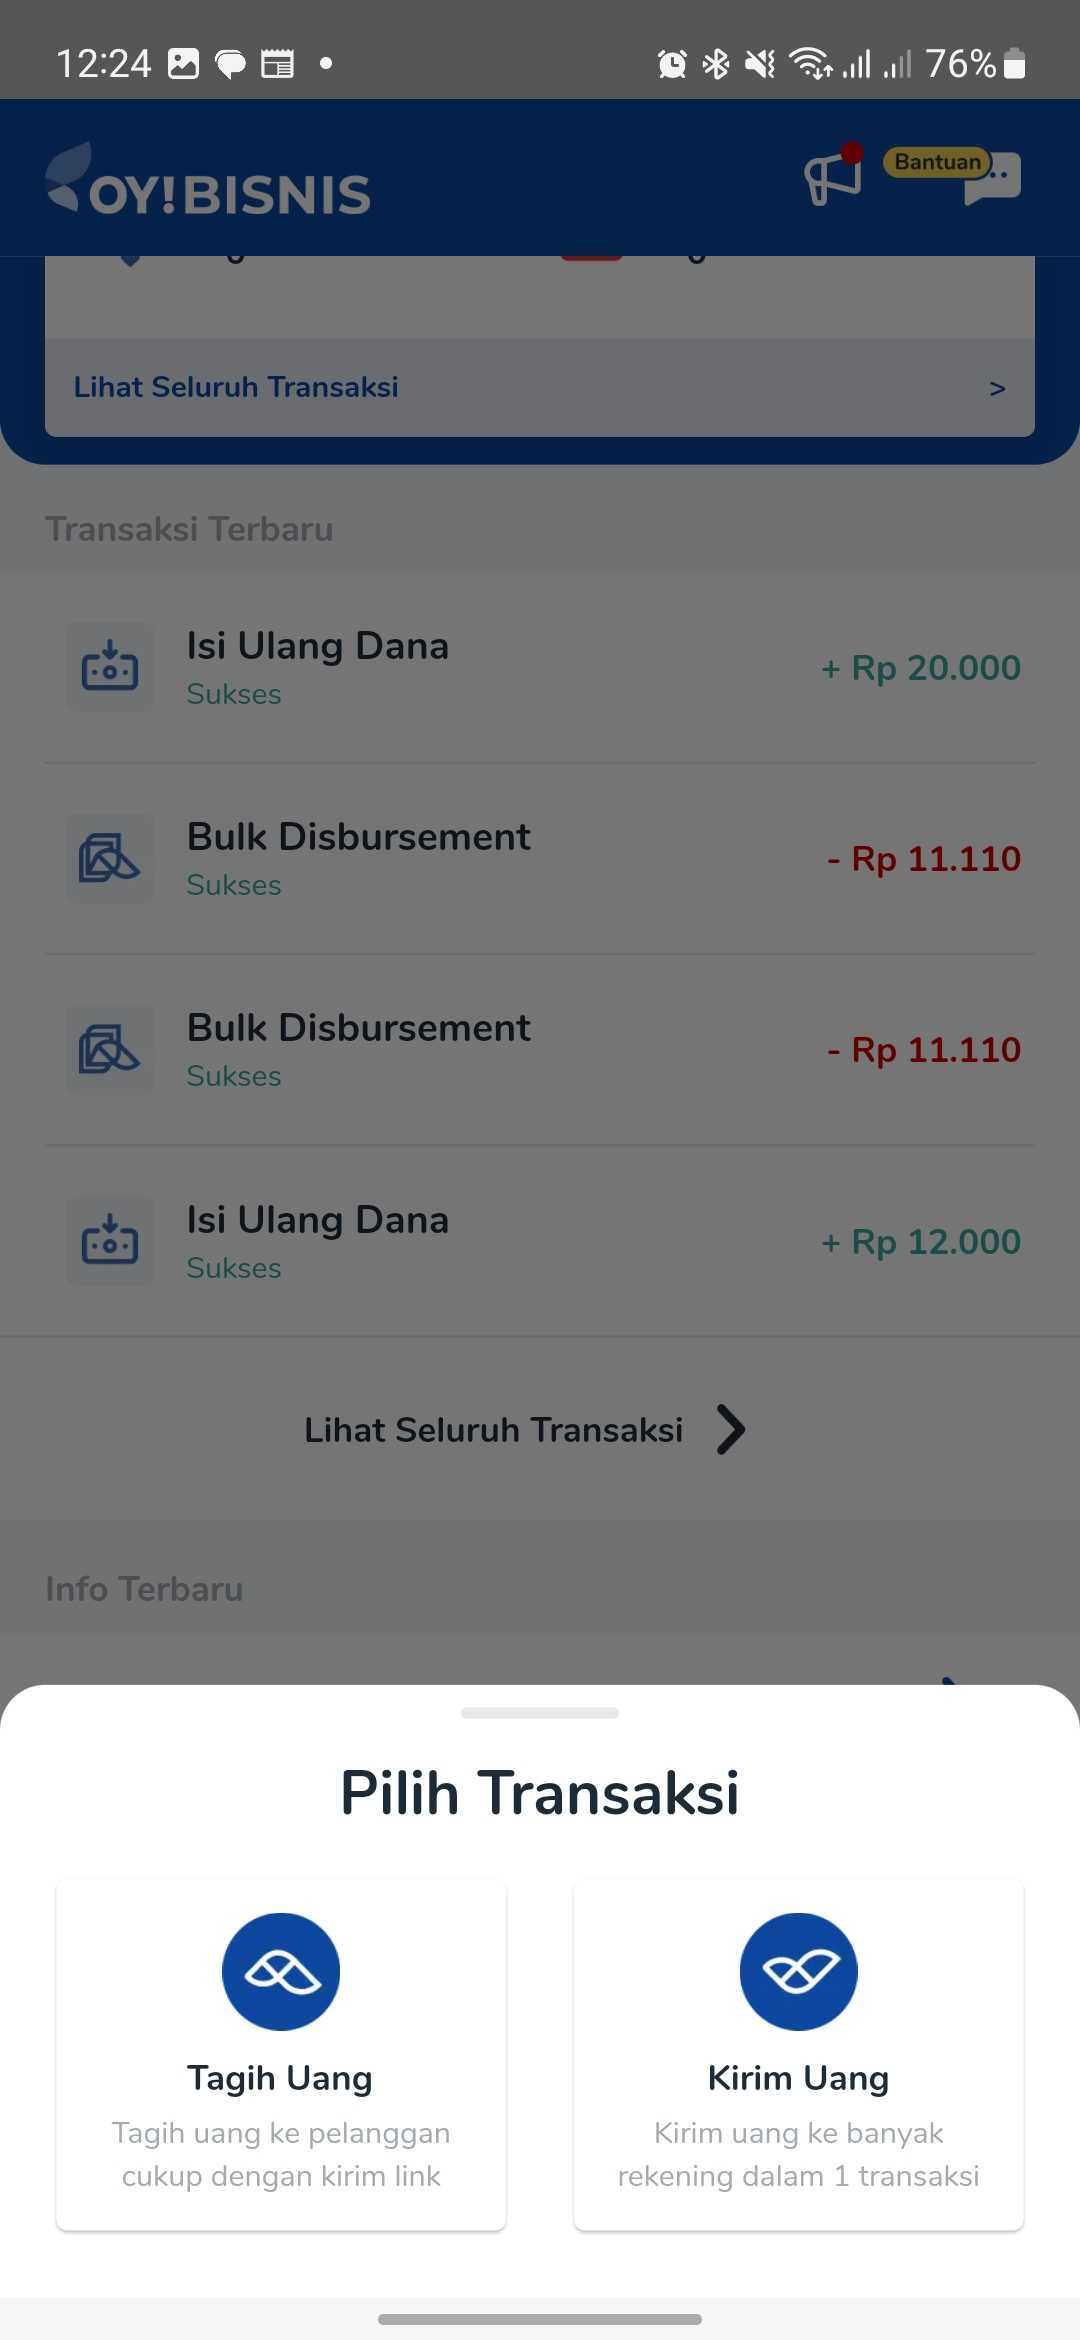 12:24
76%
OY! BISNIS
Bantuan
Lihat Seluruh Transaksi >
Transaksi Terbaru
Isi Ulang Dana
Sukses
+ Rp 20.000
Bulk Disbursement
Sukses
- Rp 11.110
Bulk Disbursement
Sukses
- Rp 11.110
Isi Ulang Dana
Sukses
+ Rp 12.000
Lihat Seluruh Transaksi
Info Terbaru
Pilih Transaksi
Tagih Uang
Tagih uang ke pelanggan
cukup dengan kirim link
Kirim Uang
Kirim uang ke banyak
rekening dalam 1 transaksi